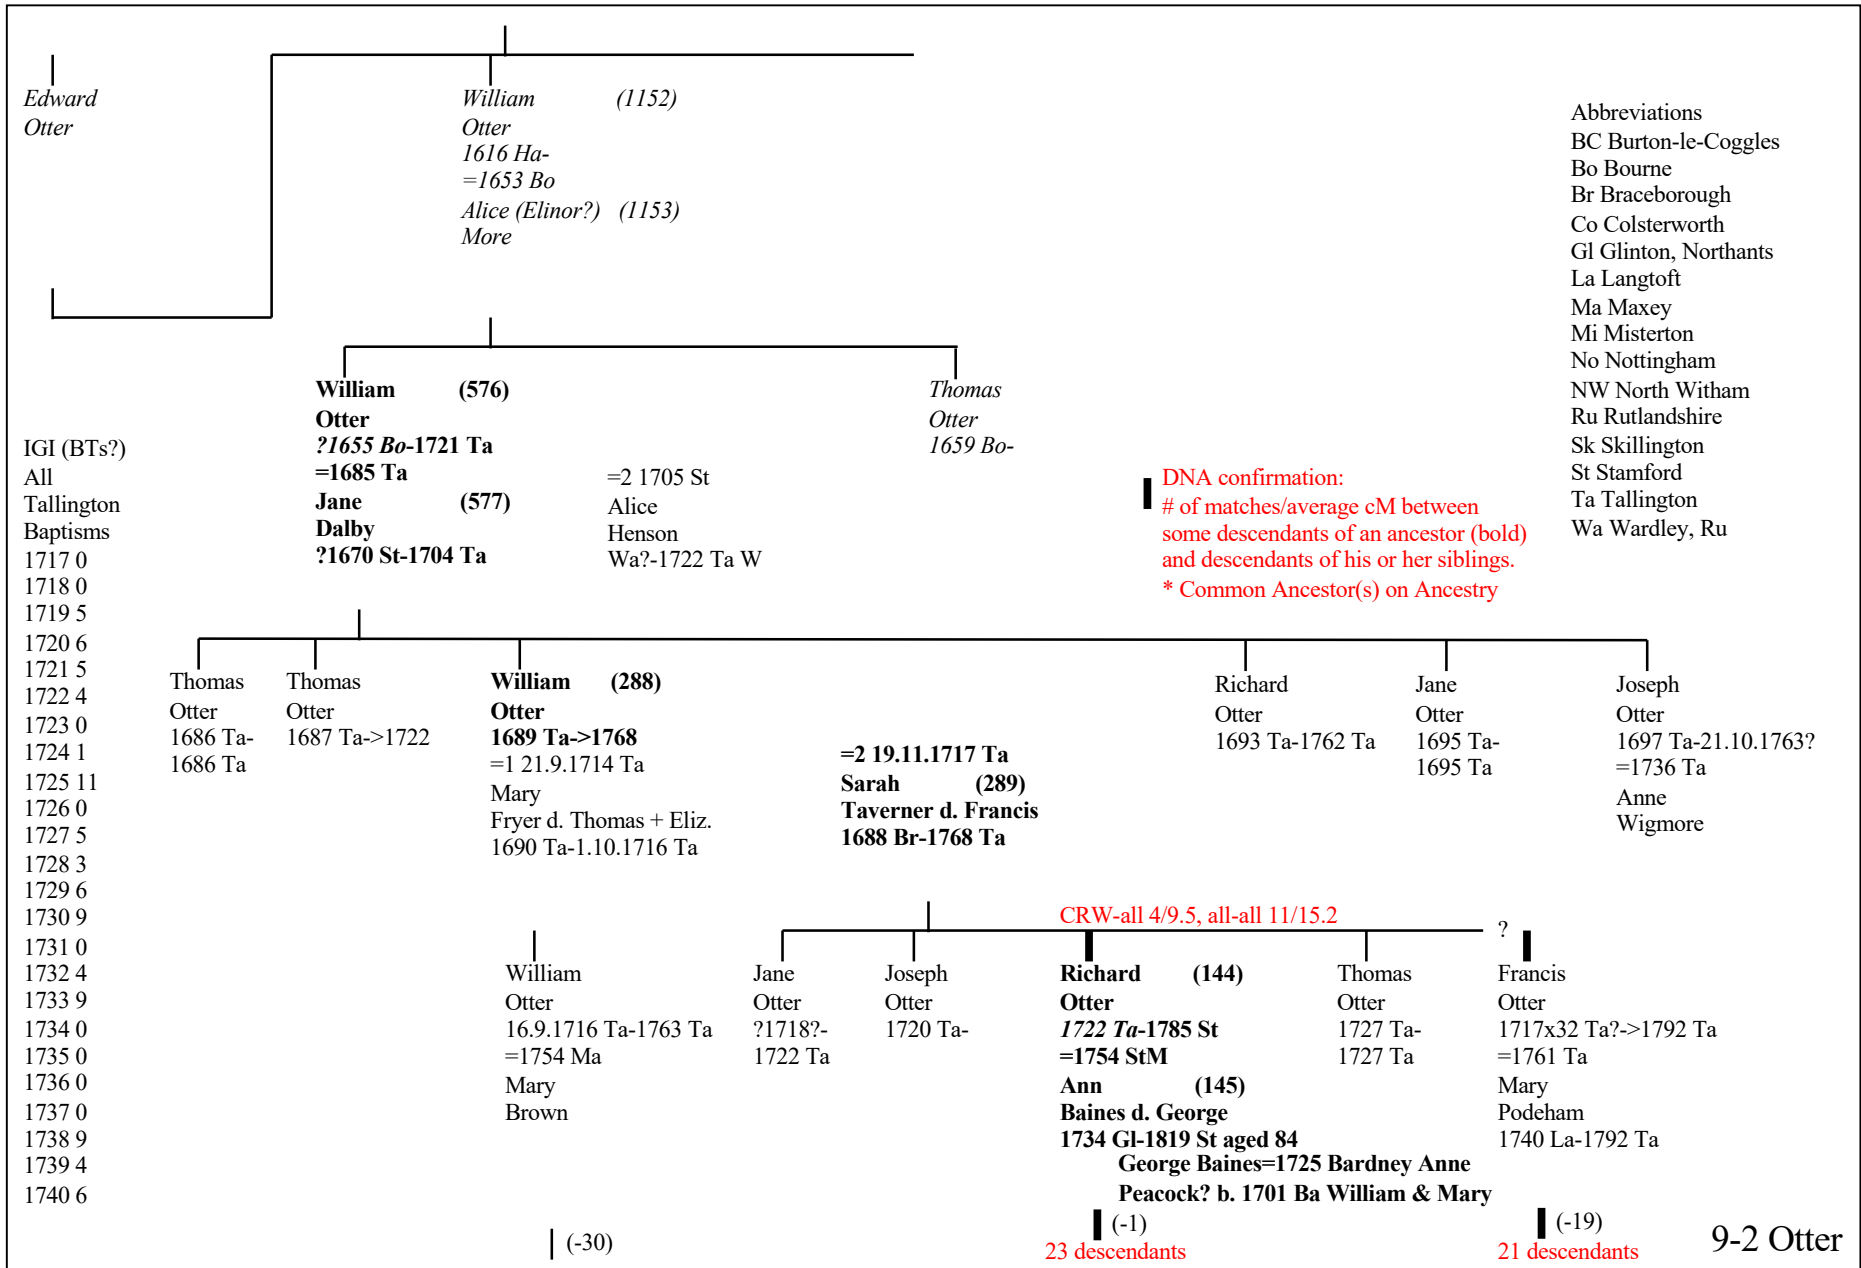 Edward
Otter
William (1152)
Otter
1616 Ha-
=1653 Bo
Alice (Elinor?) (1153)
More
Abbreviations
BC Burton-le-Coggles
Bo Bourne
Br Braceborough
Co Colsterworth
Gl Glinton, Northants
La Langtoft
Ma Maxey
Mi Misterton
No Nottingham
NW North Witham
Ru Rutlandshire
Sk Skillington
St Stamford
Ta Tallington
Wa Wardley, Ru
William (576)
Otter
?1655 Bo-1721 Ta
=1685 Ta
Jane (577)
Dalby
?1670 St-1704 Ta
=2 1705 St
Alice
Henson
Wa?-1722 Ta W
Thomas
Otter
1659 Bo-
DNA confirmation:
# of matches/average cM between
some descendants of an ancestor (bold)
and descendants of his or her siblings.
* Common Ancestor(s) on Ancestry
IGI (BTs?)
All
Tallington
Baptisms
1717 0
1718 0
1719 5
1720 6
1721 5
1722 4
1723 0
1724 1
1725 11
1726 0
1727 5
1728 3
1729 6
1730 9
1731 0
1732 4
1733 9
1734 0
1735 0
1736 0
1737 0
1738 9
1739 4
1740 6
Thomas
Otter
1686 Ta-
1686 Ta
Thomas
Otter
1687 Ta->1722
William (288)
Otter
1689 Ta->1768
=1 21.9.1714 Ta
Mary
Fryer d. Thomas + Eliz.
1690 Ta-1.10.1716 Ta
=2 19.11.1717 Ta
Sarah (289)
Taverner d. Francis
1688 Br-1768 Ta
Richard
Otter
1693 Ta-1762 Ta
Jane
Otter
1695 Ta-
1695 Ta
Joseph
Otter
1697 Ta-21.10.1763?
=1736 Ta
Anne
Wigmore
CRW-all 4/9.5, all-all 11/15.2
?
William
Otter
16.9.1716 Ta-1763 Ta
=1754 Ma
Mary
Brown
Jane
Otter
?1718?-
1722 Ta
Joseph
Otter
1720 Ta-
Richard (144)
Otter
1722 Ta-1785 St
=1754 StM
Ann (145)
Baines d. George
1734 Gl-1819 St aged 84
George Baines=1725 Bardney Anne
Peacock? b. 1701 Ba William & Mary
Thomas
Otter
1727 Ta-
1727 Ta
Francis
Otter
1717x32 Ta?->1792 Ta
=1761 Ta
Mary
Podeham
1740 La-1792 Ta
(-30)
(-1)
23 descendants
(-19)
21 descendants
9-2 Otter